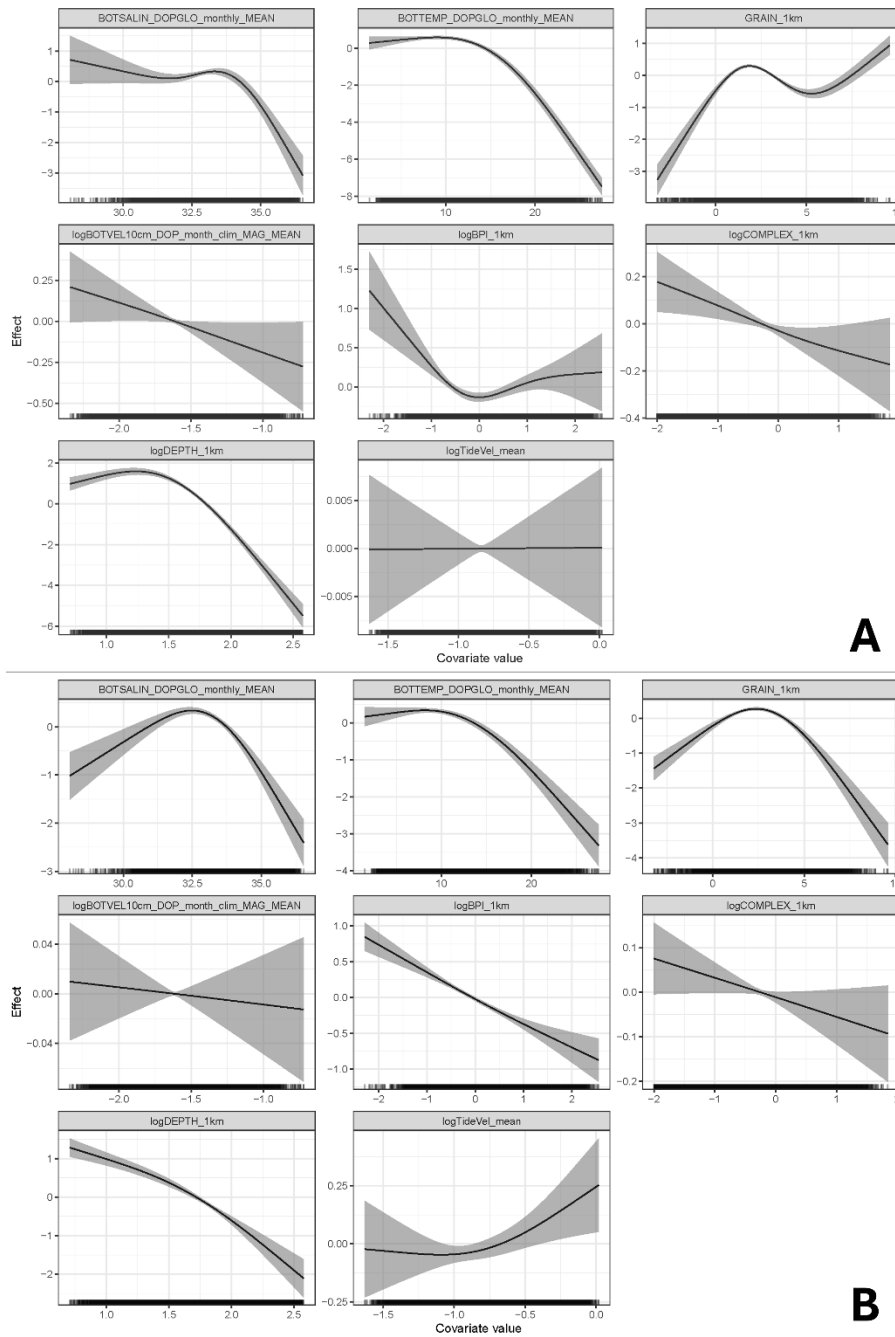 BOTSALIN_DOPGLO_monthly_MEAN BOTTEMP_DOPGLO_monthly_MEAN GRAIN_1km
1 0 −1 −2 −3
0 −2 −4 −6 −8
1 0 −1 −2 −3
30.0 32.5 35.0 10 20 0 5 1
logBOTVEL10cm_DOP_month_clim_MAG_MEAN logBPI_1km logCOMPLEX_1km
Effect
0.25 0.00 −0.25 −0.50
1.5 1.0 0.5 0.0
0.2 0.0 −0.2 −0.4
−2.0 −1.5 −1.0 −2 −1 0 1 2 −2 −1 0 1 2
logDEPTH_1km logTideVel_mean
2 0 −2 −4 −6
0.005 0.000 −0.005
1.0 1.5 2.0 2.5 −1.5 −1.0 −0.5 0.0
Covariate value
A
BOTSALIN_DOPGLO_monthly_MEAN BOTTEMP_DOPGLO_monthly_MEAN GRAIN_1km
0 −1 −2 −3
0 −1 −2 −3 −4
0 −1 −2 −3 −4
30.0 32.5 35.0 10 20 0 5 1
logBOTVEL10cm_DOP_month_clim_MAG_MEAN logBPI_1km logCOMPLEX_1km
Effect
0.04 0.00 −0.04
1.0 0.5 0.0 −0.5 −1.0
0.1 0.0 −0.1 −0.2
−2.0 −1.5 −1.0 −2 −1 0 1 2 −2 −1 0 1 2
logDEPTH_1km logTideVel_mean
1 0 −1 −2
0.25 0.00 −0.25
1.0 1.5 2.0 2.5 −1.5 −1.0 −0.5 0.0
Covariate value
B